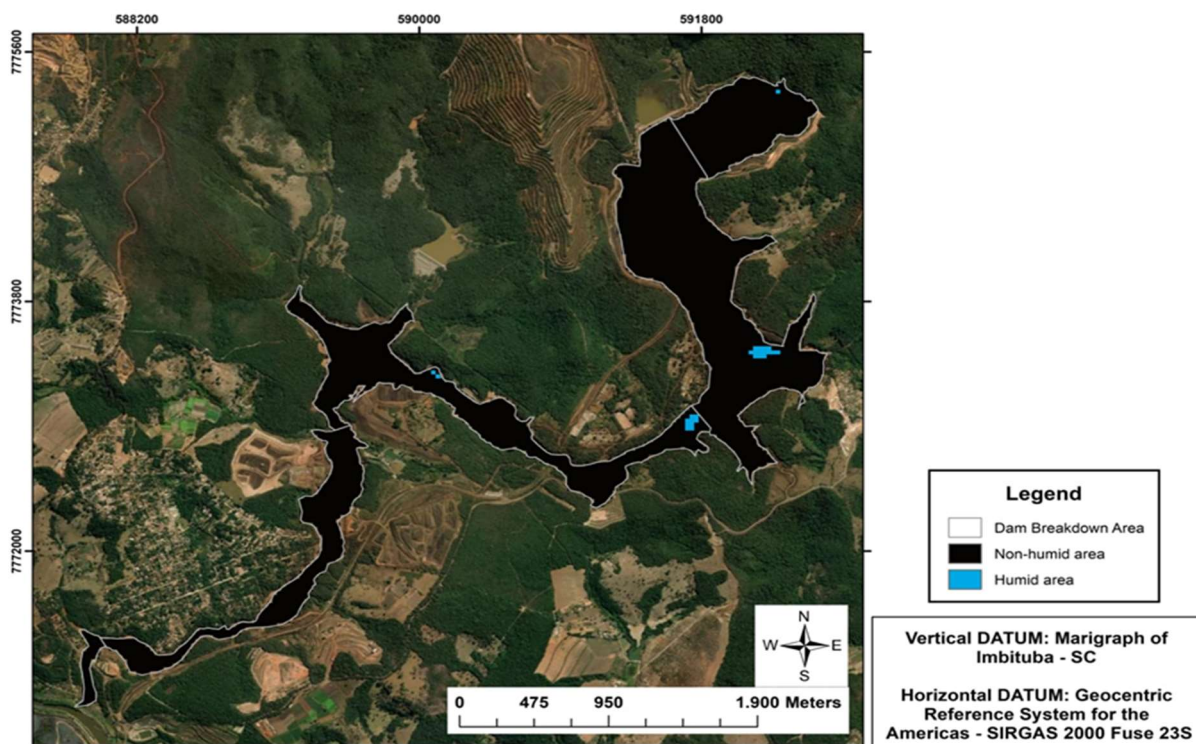 588200
590000
591800
7775600
7773800
7772000
N
W E
S
0 475 950 1.900 Meters
Legend
Dam Breakdown Area
Non-humid area
Humid area
Vertical DATUM: Marigraph of
Imbituba - SC
Horizontal DATUM: Geocentric
Reference System for the
Americas - SIRGAS 2000 Fuse 23S